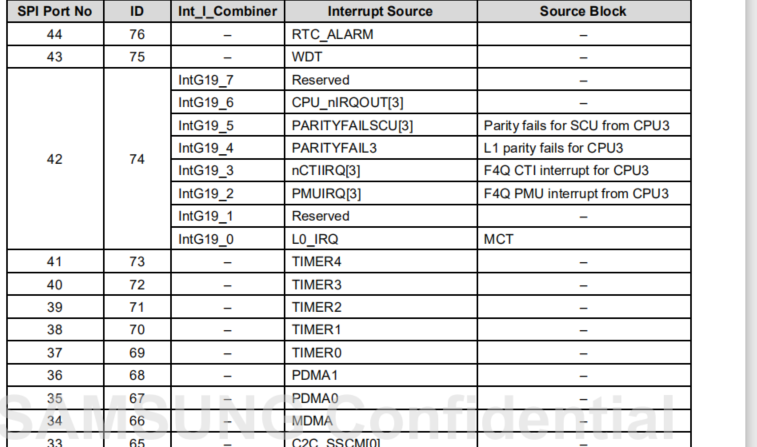 SPI Port No ID Int_I_Combiner Interrupt Source Source Block
44 76 – RTC_ALARM –
43 75 – WDT –
42 74 IntG19_7 Reserved –
IntG19_6 CPU_nIRQOUT[3] –
IntG19_5 PARITYFAILSCU[3] Parity fails for SCU from CPU3
IntG19_4 PARITYFAIL3 L1 parity fails for CPU3
IntG19_3 nCTIIRQ[3] F4Q CTI interrupt for CPU3
IntG19_2 PMUIRQ[3] F4Q PMU interrupt from CPU3
IntG19_1 Reserved –
IntG19_0 L0_IRQ MCT
41 73 – TIMER4 –
40 72 – TIMER3 –
39 71 – TIMER2 –
38 70 – TIMER1 –
37 69 – TIMER0 –
36 68 – PDMA1 –
35 67 – PDMA0 –
34 66 – MDMA –
33 65 – C2C_SSCM[0] –
SAMSUNG Confidential